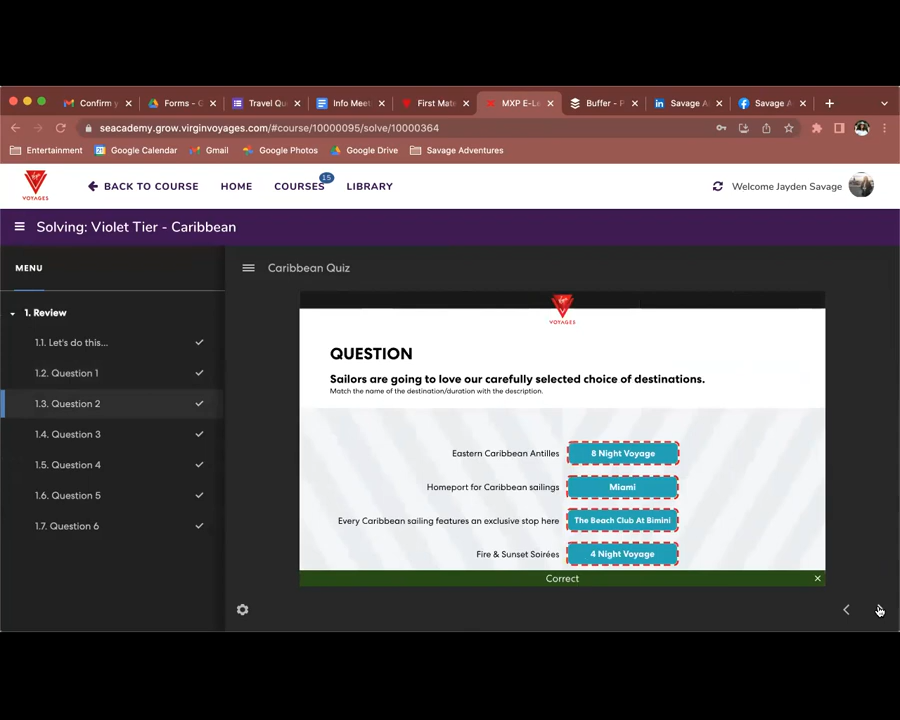 Confirm y
Forms - G
Travel Qu
Info Meet
First Mate
MXP E-Le
Buffer - P
Savage A
Savage A
seacademy.grow.virginvoyages.com/#course/10000095/solve/10000364
Entertainment
Google Calendar
Gmail
Google Photos
Google Drive
Savage Adventures
VOYAGES
BACK TO COURSE
HOME
COURSES
15
LIBRARY
Welcome Jayden Savage
Solving: Violet Tier - Caribbean
MENU
Caribbean Quiz
1. Review
1.1. Let's do this...
1.2. Question 1
1.3. Question 2
1.4. Question 3
1.5. Question 4
1.6. Question 5
1.7. Question 6
VOYAGES
QUESTION
Sailors are going to love our carefully selected choice of destinations.
Match the name of the destination/duration with the description.
Eastern Caribbean Antilles 8 Night Voyage
Homeport for Caribbean sailings Miami
Every Caribbean sailing features an exclusive stop here The Beach Club At Bimini
Fire & Sunset Soirées 4 Night Voyage
Correct